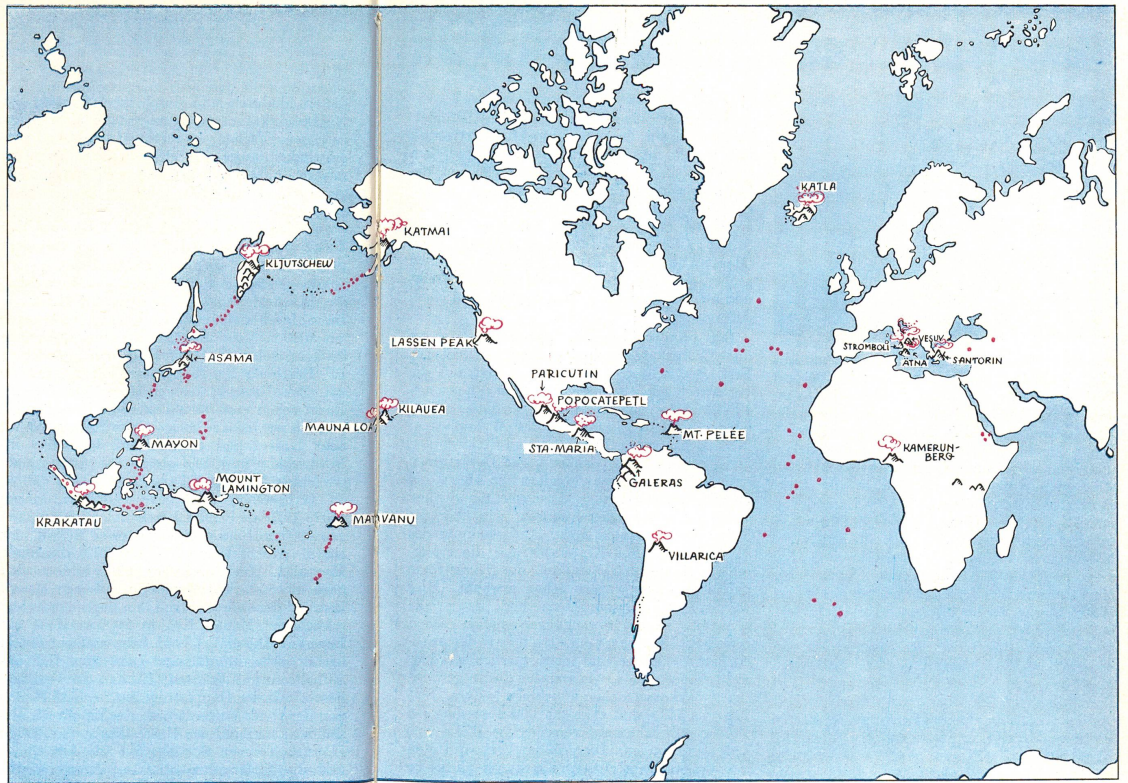 KATLA
KATMAI
KLJUTSCHEW
LASSEN PEAK
STROMBOLI
VESUV
ÄTNA
SANTORIN
ASAMA
PARICUTIN
POPOCATEPETL
KILAUEA
MAUNA LOA
MT. PELÉE
STA-MARIA
MAYON
KAMERUN-
BERG
GALERAS
MOUNT
LAMINGTON
KRAKATAU
VILLARICA